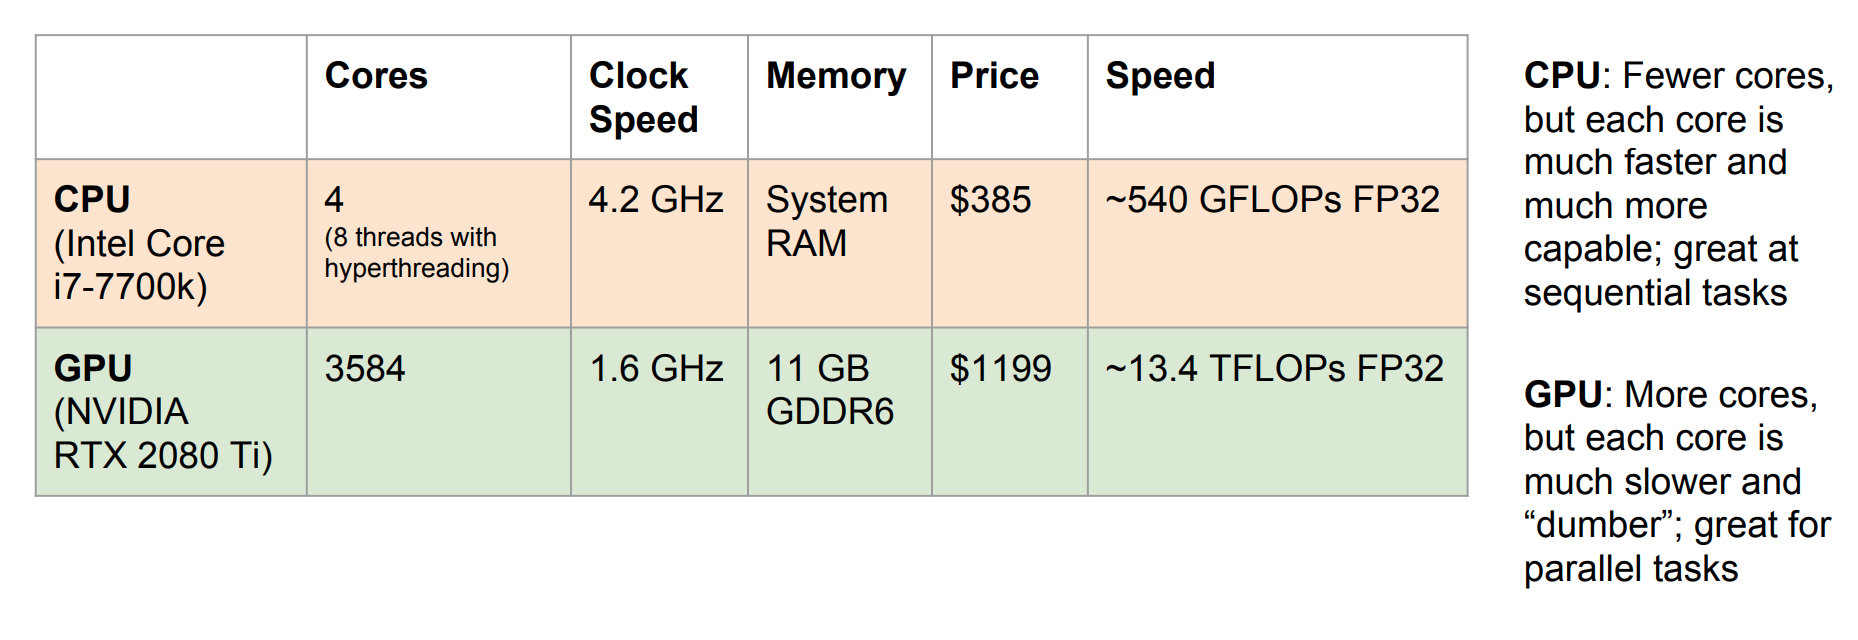 Cores
Clock
Speed
Memory
Price
Speed
CPU
(Intel Core
i7-7700k)
4
(8 threads with
hyperthreading)
4.2 GHz
System
RAM
$385
~540 GFLOPs FP32
GPU
(NVIDIA
RTX 2080 Ti)
3584
1.6 GHz
11 GB
GDDR6
$1199
~13.4 TFLOPs FP32
CPU: Fewer cores,
but each core is
much faster and
much more
capable; great at
sequential tasks
GPU: More cores,
but each core is
much slower and
“dumber”; great for
parallel tasks